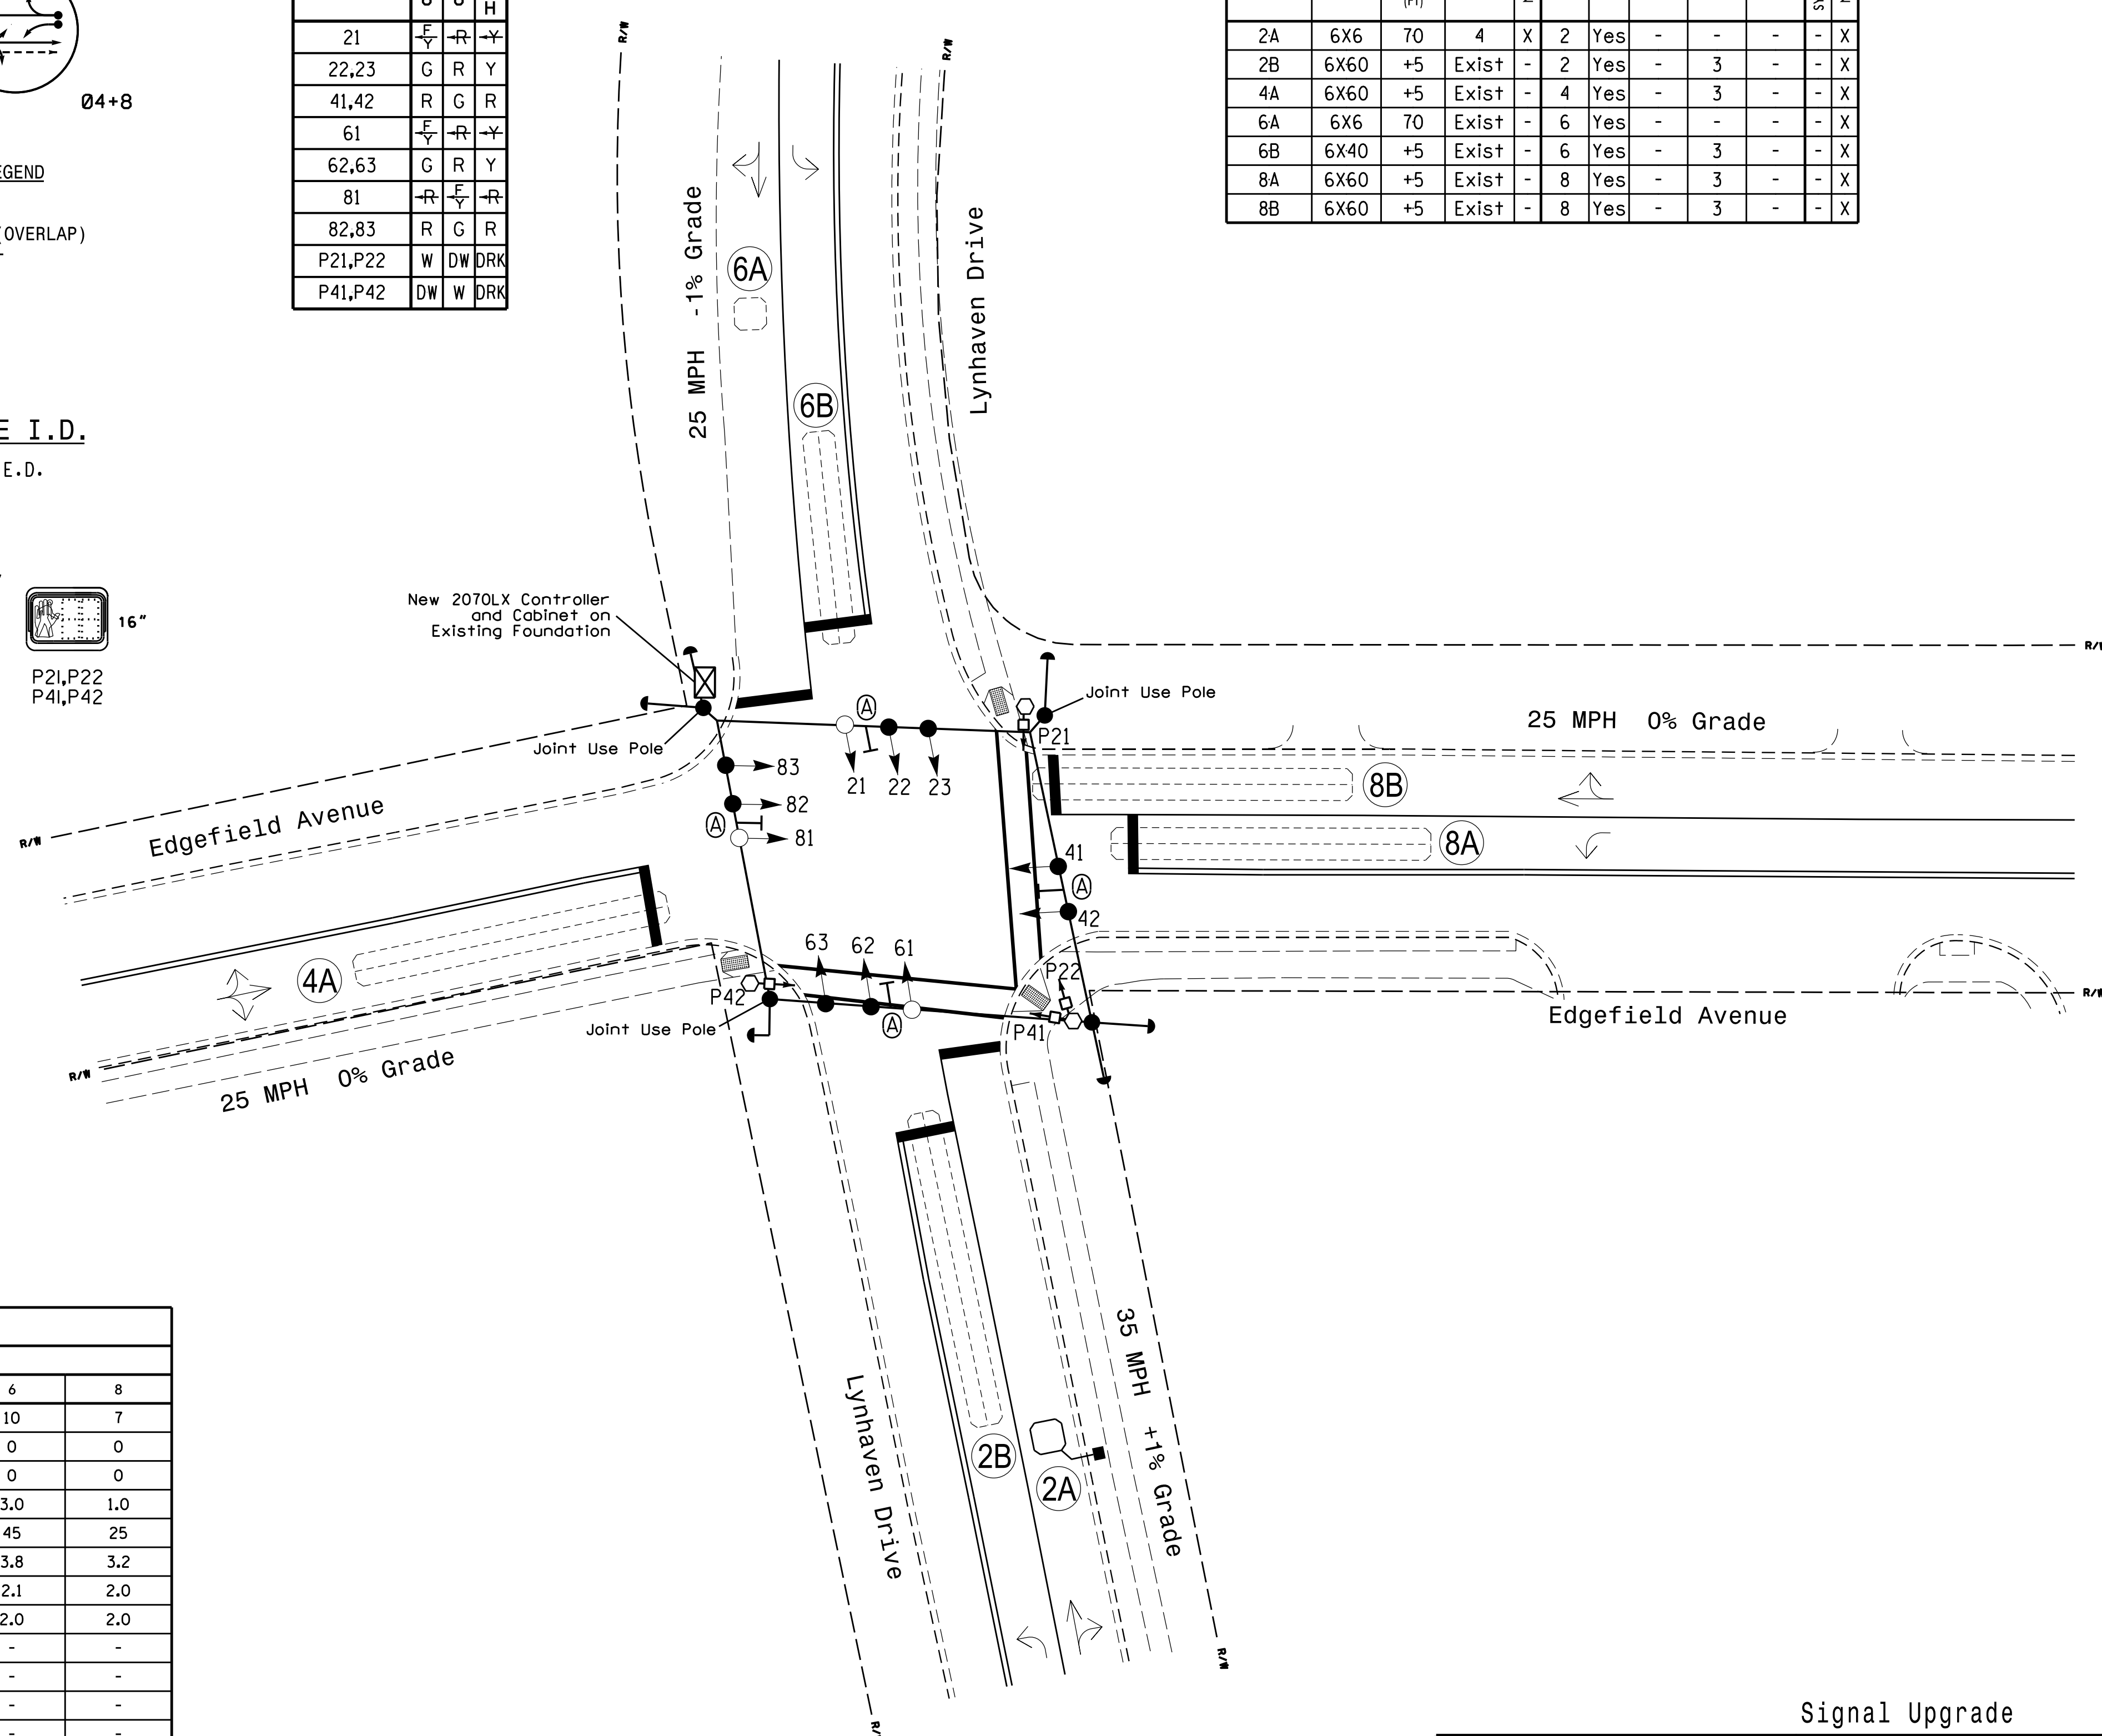 Ø4+8
EGEND
(OVERLAP)
E I.D.
E.D.
16"
P21,P22
P41,P42
H
21 F Y R Y
22,23 G R Y
41,42 R G R
61 F Y R Y
62,63 G R Y
81 R F Y R
82,83 R G R
P21,P22 W DW DRK
P41,P42 DW W DRK
(FT)
2A 6X6 70 4 X 2 Yes - - - - X
2B 6X60 +5 Exist - 2 Yes - 3 - - X
4A 6X60 +5 Exist - 4 Yes - 3 - - X
6A 6X6 70 Exist - 6 Yes - - - - X
6B 6X40 +5 Exist - 6 Yes - 3 - - X
8A 6X60 +5 Exist - 8 Yes - 3 - - X
8B 6X60 +5 Exist - 8 Yes - 3 - - X
R/W
R/W
25 MPH -1% Grade
Lynhaven Drive
6A
6B
New 2070LX Controller
and Cabinet on
Existing Foundation
Joint Use Pole
Joint Use Pole
P21
R/W
25 MPH 0% Grade
A
21
22
23
83
82
A
81
8B
8A
41
A
42
R/W
Edgefield Avenue
4A
63
62
61
P42
A
P22
P41
Joint Use Pole
R/W
Edgefield Avenue
R/W
25 MPH 0% Grade
Lynhaven Drive
2B
2A
35 MPH +1% Grade
R/W
R/
6 8
10 7
0 0
0 0
3.0 1.0
45 25
3.8 3.2
2.1 2.0
2.0 2.0
- -
- -
- -
- -
Signal Upgrade